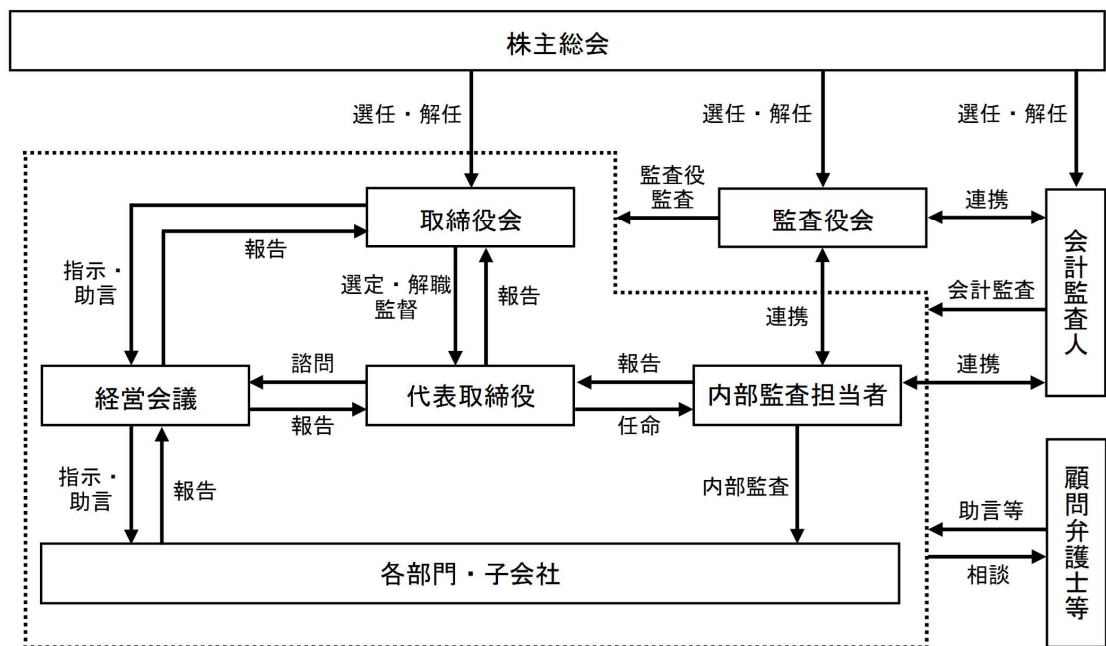 株主総会
選任・解任
選任・解任
選任・解任
監査役
監査
取締役会
監査役会
連携
会計監査人
報告
指示・
助言
選定・解職
監督
報告
連携
会計監査
諮問
報告
連携
経営会議
代表取締役
内部監査担当者
報告
任命
指示・
助言
報告
内部監査
顧問弁護士等
助言等
各部門・子会社
相談